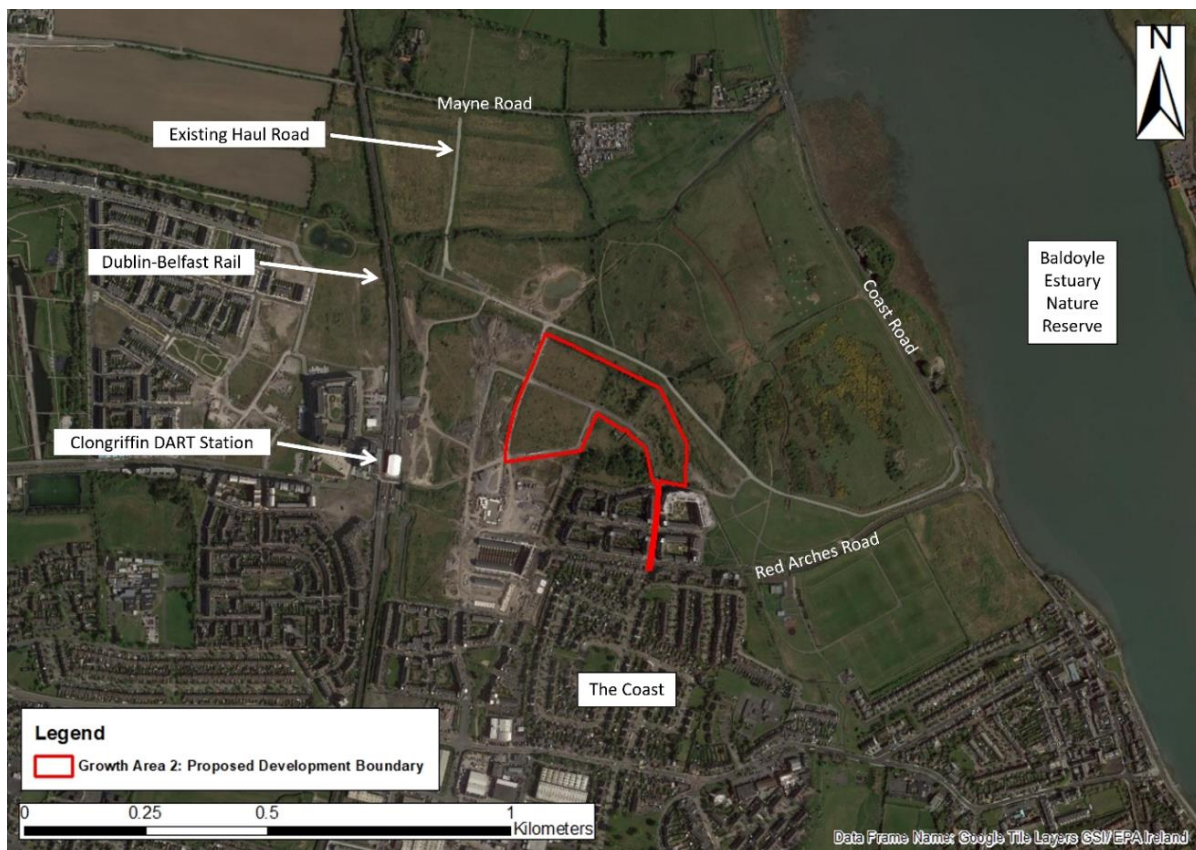 N
Mayne Road
Existing Haul Road
Dublin-Belfast Rail
Coast Road
Baldoyle
Estuary
Nature
Reserve
Clongriffin DART Station
Red Arches Road
The Coast
Legend
Growth Area 2: Proposed Development Boundary
0 0.25 0.5 1
Kilometers
Data Frame Name: Google Tile Layers GSI/ EPA Ireland